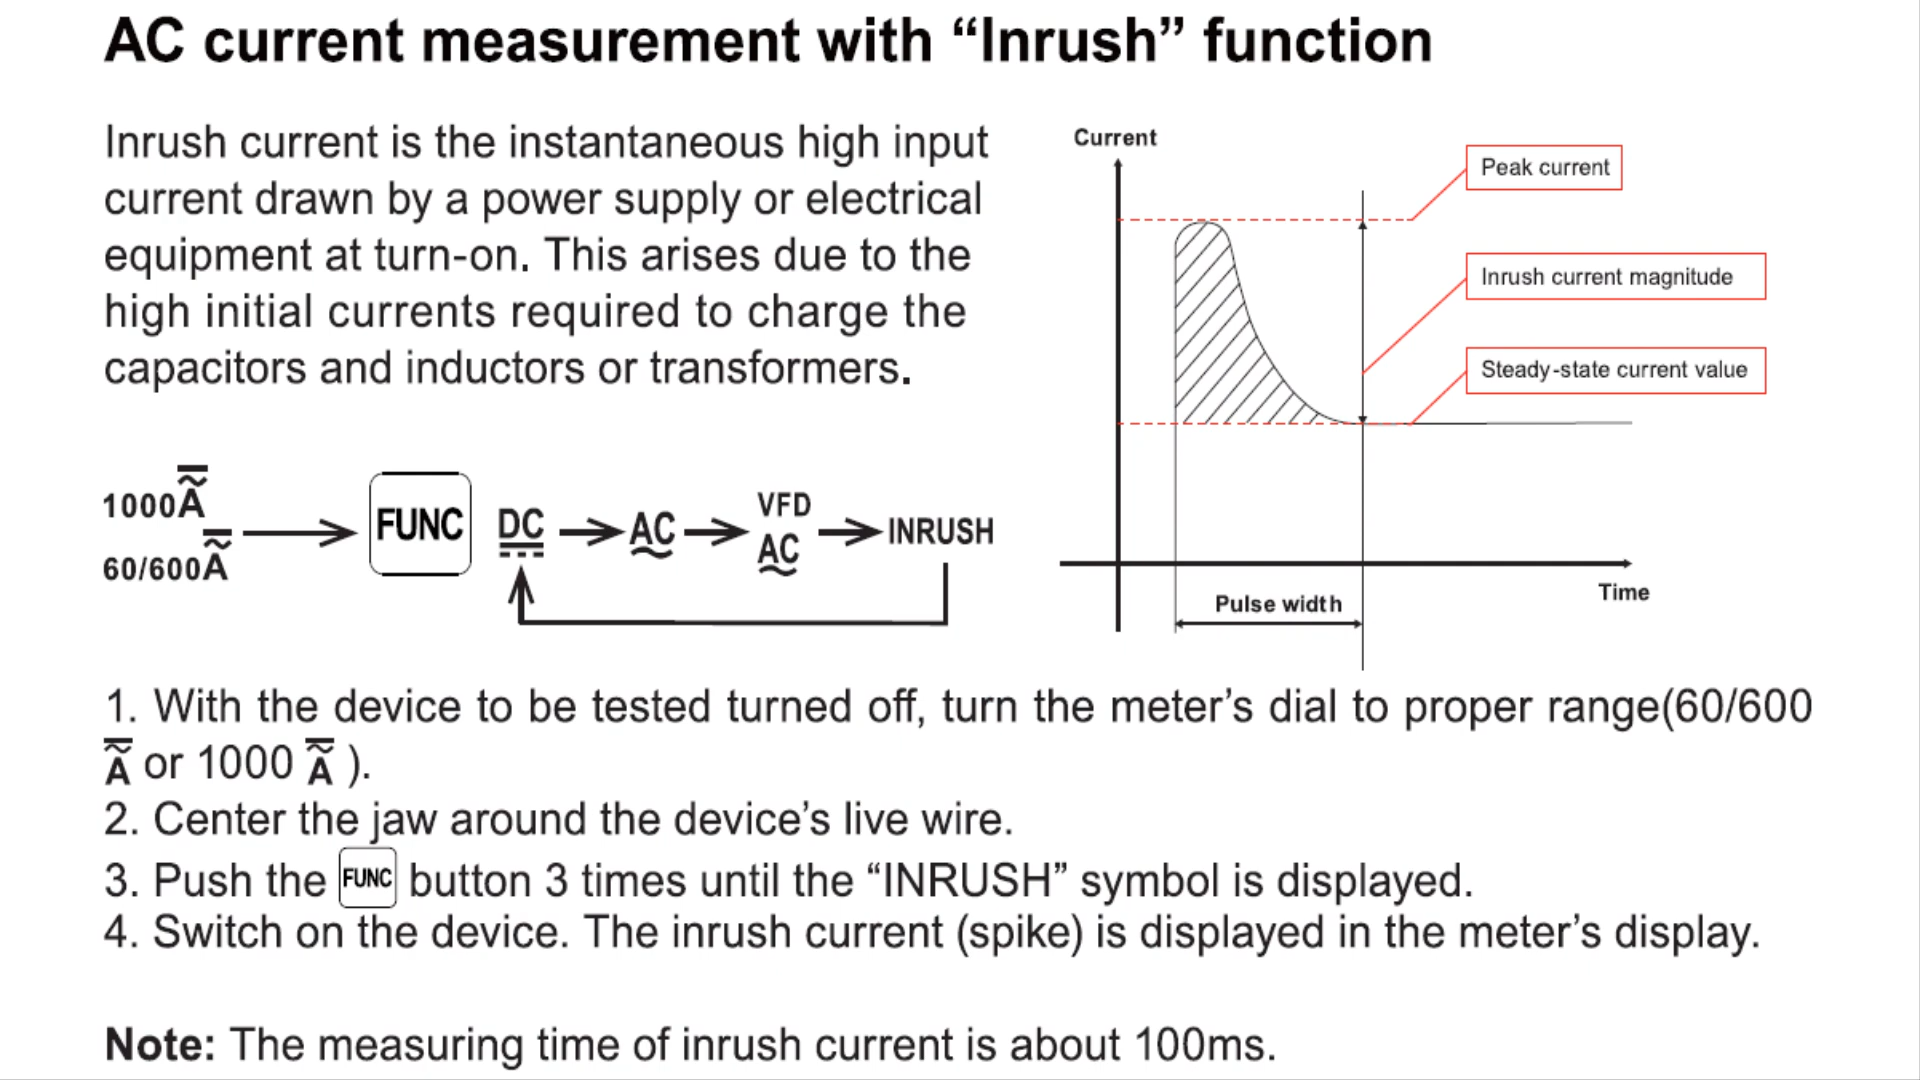 AC current measurement with “Inrush” function
Inrush current is the instantaneous high input
current drawn by a power supply or electrical
equipment at turn-on. This arises due to the
high initial currents required to charge the
capacitors and inductors or transformers.
Current
Peak current
Inrush current magnitude
Steady-state current value
Time
Pulse width
1000A
60/600A
FUNC
DC
AC
VFD
AC
INRUSH
1. With the device to be tested turned off, turn the meter’s dial to proper range(60/600
A or 1000 A ).
2. Center the jaw around the device’s live wire.
3. Push the FUNC button 3 times until the “INRUSH” symbol is displayed.
4. Switch on the device. The inrush current (spike) is displayed in the meter’s display.
Note: The measuring time of inrush current is about 100ms.